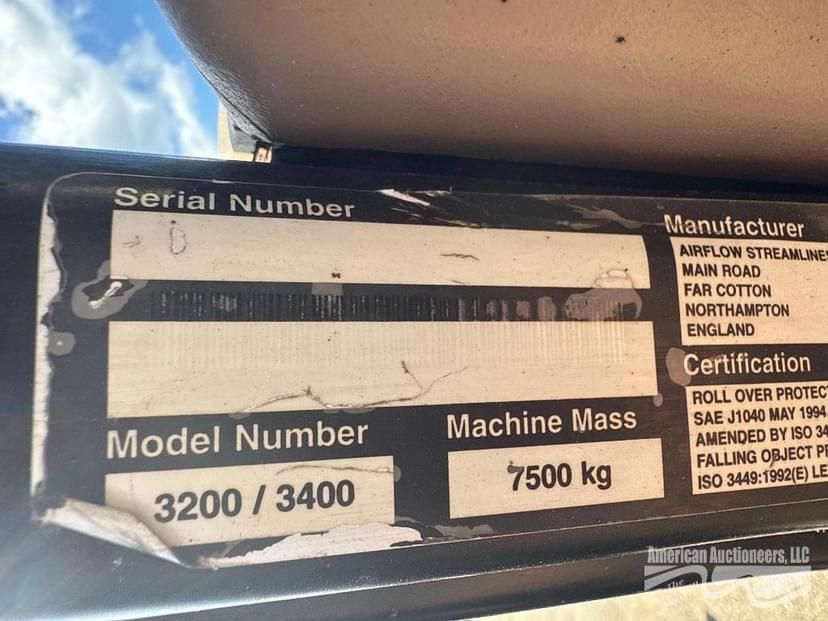 Serial Number
Manufacturer
AIRFLOW STREAMLINES
MAIN ROAD
FAR COTTON
NORTHAMPTON
ENGLAND
Certification
ROLL OVER PROTEC
SAE J1040 MAY 1994
AMENDED BY ISO 34
FALLING OBJECT
ISO 3449:1992(E) LE
Model Number
3200 / 3400
Machine Mass
7500 kg
American Auctioneers, LLC